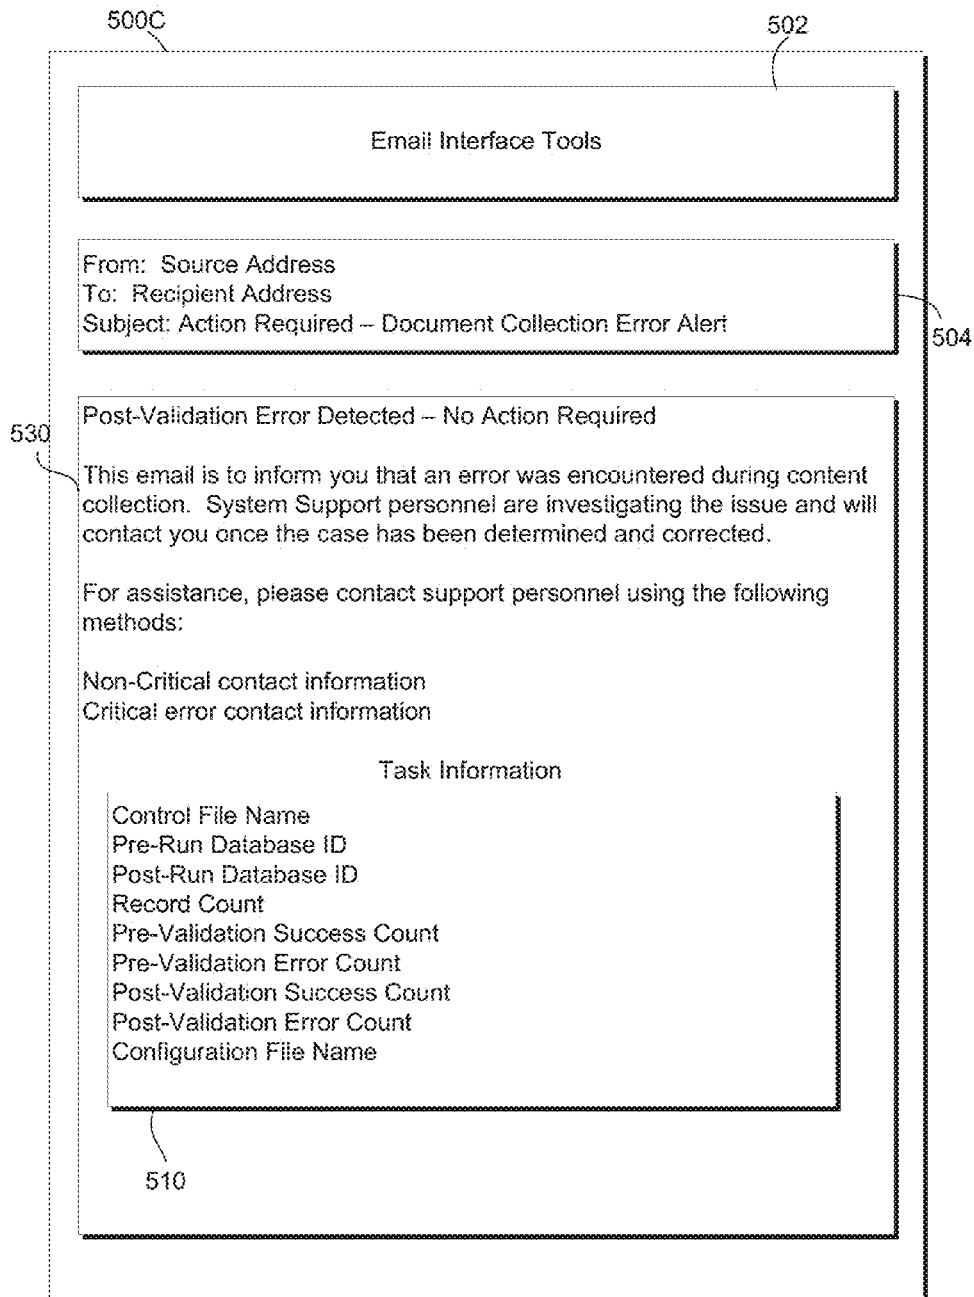 500C
502
Email Interface Tools
From: Source Address
To: Recipient Address
Subject: Action Required – Document Collection Error Alert
504
530
Post-Validation Error Detected – No Action Required
This email is to inform you that an error was encountered during content
collection. System Support personnel are investigating the issue and will
contact you once the case has been determined and corrected.
For assistance, please contact support personnel using the following
methods:
Non-Critical contact information
Critical error contact information
Task Information
Control File Name
Pre-Run Database ID
Post-Run Database ID
Record Count
Pre-Validation Success Count
Pre-Validation Error Count
Post-Validation Success Count
Post-Validation Error Count
Configuration File Name
510